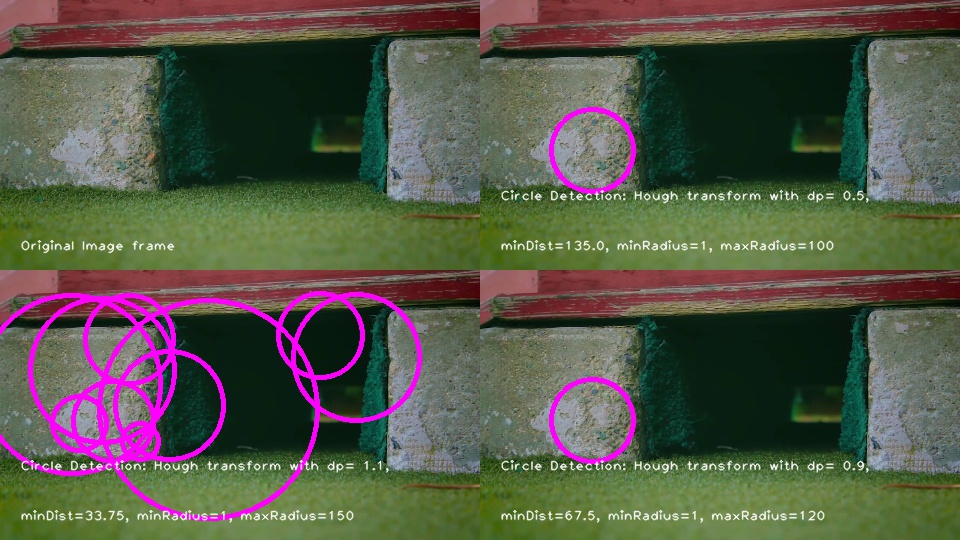 Original Image frame
Circle Detection: Hough transform with dp= 0.5,
minDist=135.0, minRadius=1, maxRadius=100
Circle Detection: Hough transform with dp= 1.1,
minDist=33.75, minRadius=1, maxRadius=150
Circle Detection: Hough transform with dp= 0.9,
minDist=67.5, minRadius=1, maxRadius=120